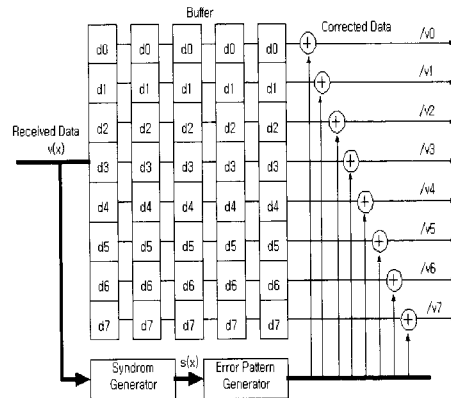 Buffer
Corrected Data
Received Data
v(x)
d0 d0 d0 d0 d0 /v0
d1 d1 d1 d1 d1 /v1
d2 d2 d2 d2 d2 /v2
d3 d3 d3 d3 d3 /v3
d4 d4 d4 d4 d4 /v4
d5 d5 d5 d5 d5 /v5
d6 d6 d6 d6 d6 /v6
d7 d7 d7 d7 d7 /v7
Syndrom
Generator
s(x)
Error Pattern
Generator